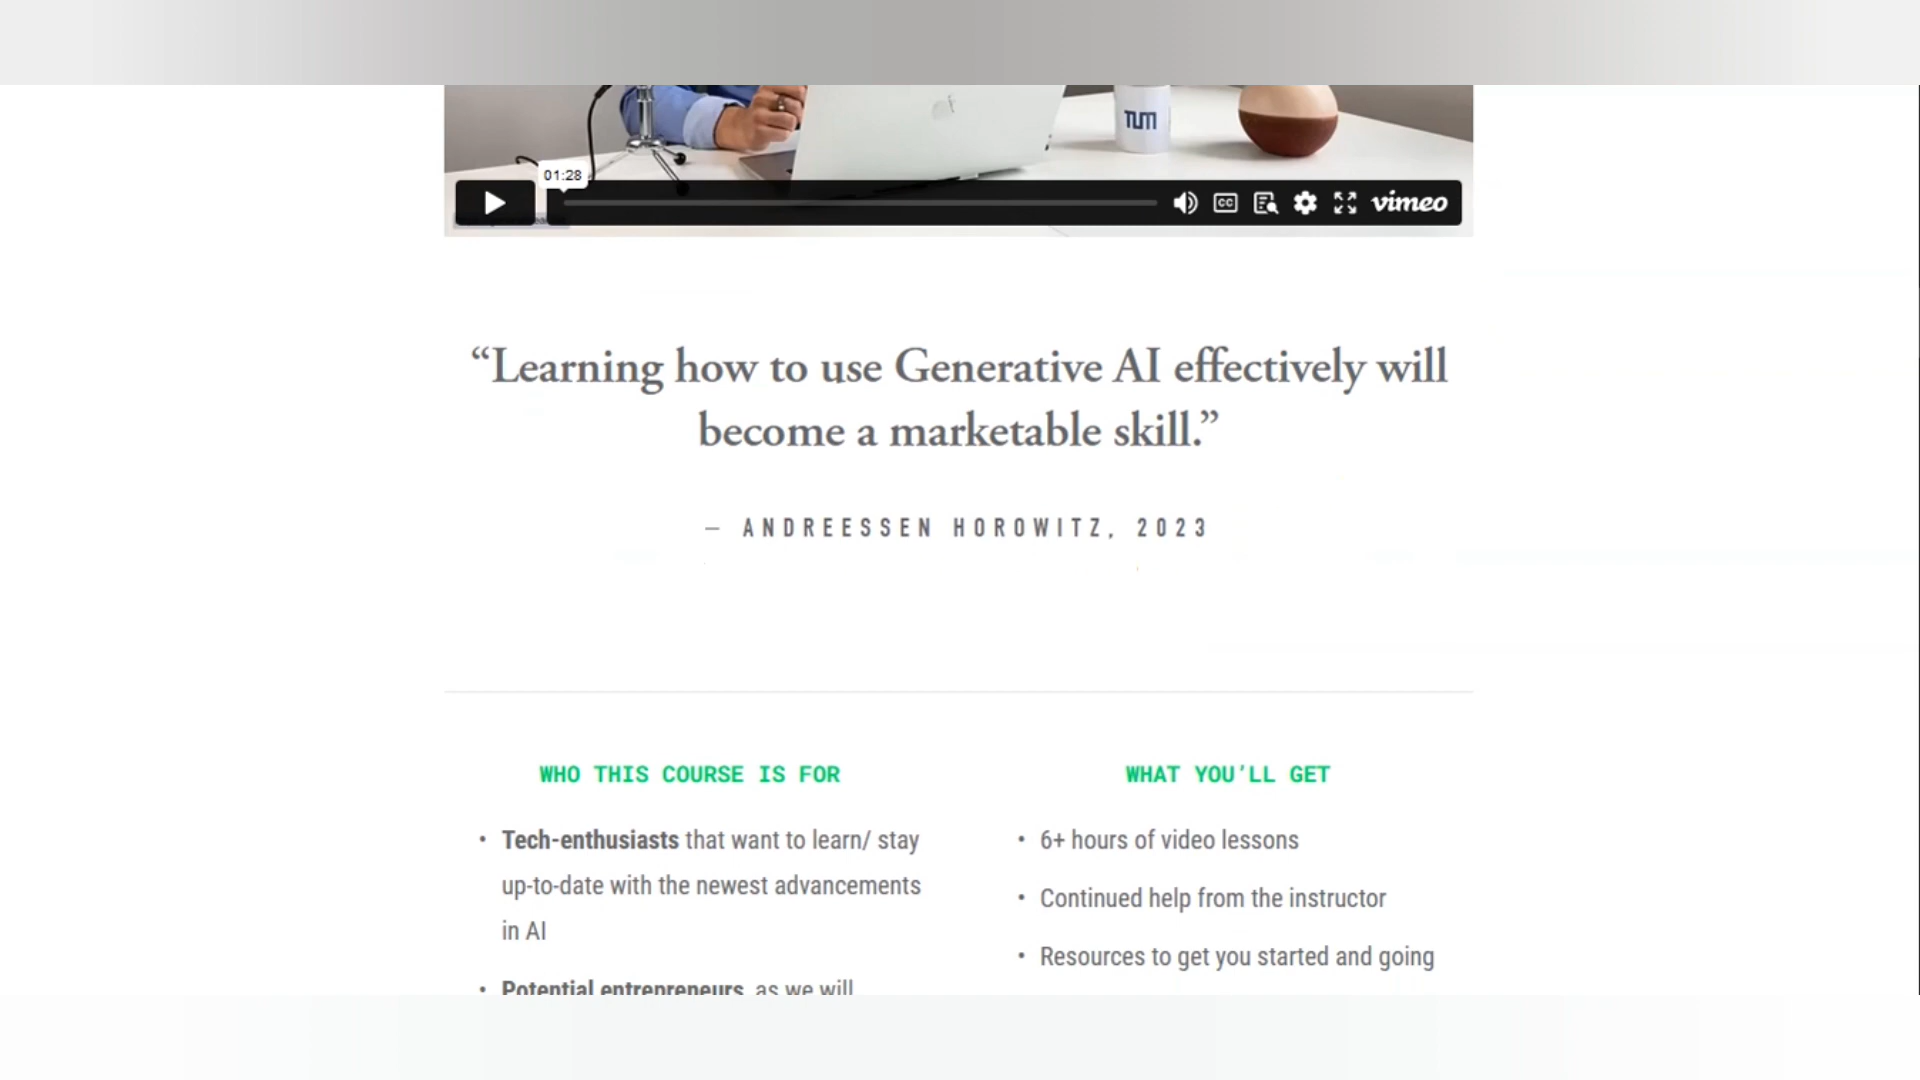 TUM
01:28
CC
vimeo
“Learning how to use Generative AI effectively will
become a marketable skill.”
— ANDREESSEN HOROWITZ, 2023
WHO THIS COURSE IS FOR
• Tech-enthusiasts that want to learn/ stay
up-to-date with the newest advancements
in AI
• Potential entrepreneurs, as we will
WHAT YOU’LL GET
• 6+ hours of video lessons
• Continued help from the instructor
• Resources to get you started and going